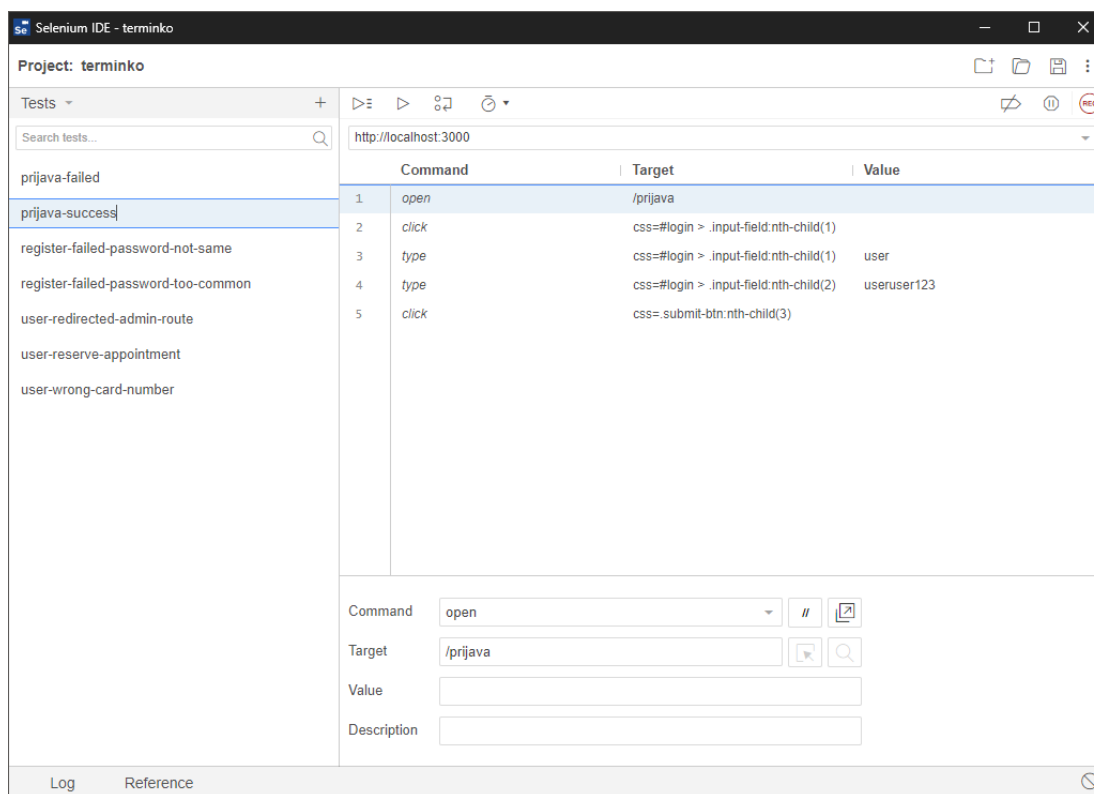 Se Selenium IDE - terminko
Project: terminko
Tests
Search tests...
prijava-failed
prijava-success
register-failed-password-not-same
register-failed-password-too-common
user-redirected-admin-route
user-reserve-appointment
user-wrong-card-number
REC
http://localhost:3000
Command Target Value
1 open /prijava
2 click css=#login > .input-field:nth-child(1)
3 type css=#login > .input-field:nth-child(1) user
4 type css=#login > .input-field:nth-child(2) useruser123
5 click css=.submit-btn:nth-child(3)
Command open //
Target /prijava
Value
Description
Log Reference